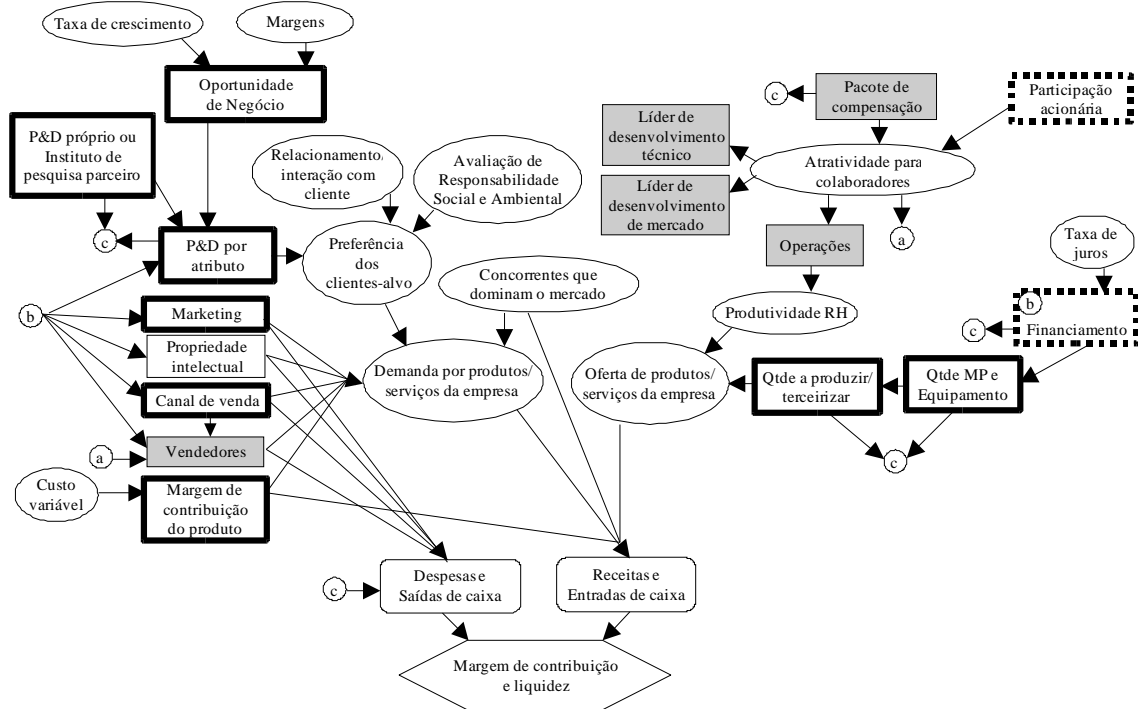 Taxa de crescimento
Margens
Oportunidade
de Negócio
P&D próprio ou
Instituto de
pesquisa parceiro
c
P&D por
atributo
Relacionamento/
interação com
cliente
Avaliação de
Responsabilidade
Social e Ambiental
Preferência
dos
clientes-alvo
Concorrentes que
dominam o mercado
b
Marketing
Propriedade
intelectual
Canal de venda
a
Vendedores
Custo
variável
Margem de
contribuição
do produto
Demanda por produtos/
serviços da empresa
c
Pacote de
compensação
Participação
acionária
Líder de
desenvolvimento
técnico
Líder de
desenvolvimento
de mercado
Atratividade para
colaboradores
Operações
a
Taxa de
juros
Produtividade RH
b
c
Financiamento
Oferta de produtos/
serviços da empresa
Qtde a produzir/
terceirizar
Qtde MP e
Equipamento
c
c
Despesas e
Saídas de caixa
Receitas e
Entradas de caixa
Margem de contribuição
e liquidez